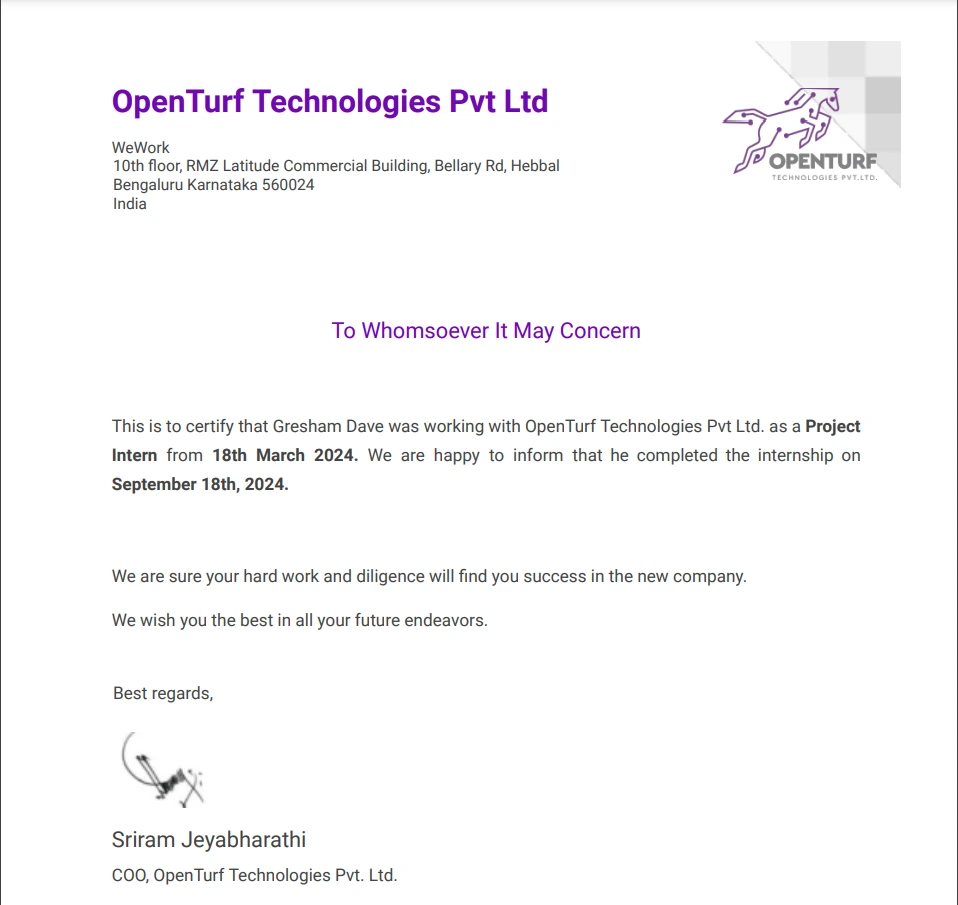 OpenTurf Technologies Pvt Ltd
WeWork
10th floor, RMZ Latitude Commercial Building, Bellary Rd, Hebbal
Bengaluru Karnataka 560024
India
OPENTURF
TECHNOLOGIES PVT.LTD.
To Whomsoever It May Concern
This is to certify that Gresham Dave was working with OpenTurf Technologies Pvt Ltd. as a Project
Intern from 18th March 2024. We are happy to inform that he completed the internship on
September 18th, 2024.
We are sure your hard work and diligence will find you success in the new company.
We wish you the best in all your future endeavors.
Best regards,
Sriram Jeyabharathi
COO, OpenTurf Technologies Pvt. Ltd.